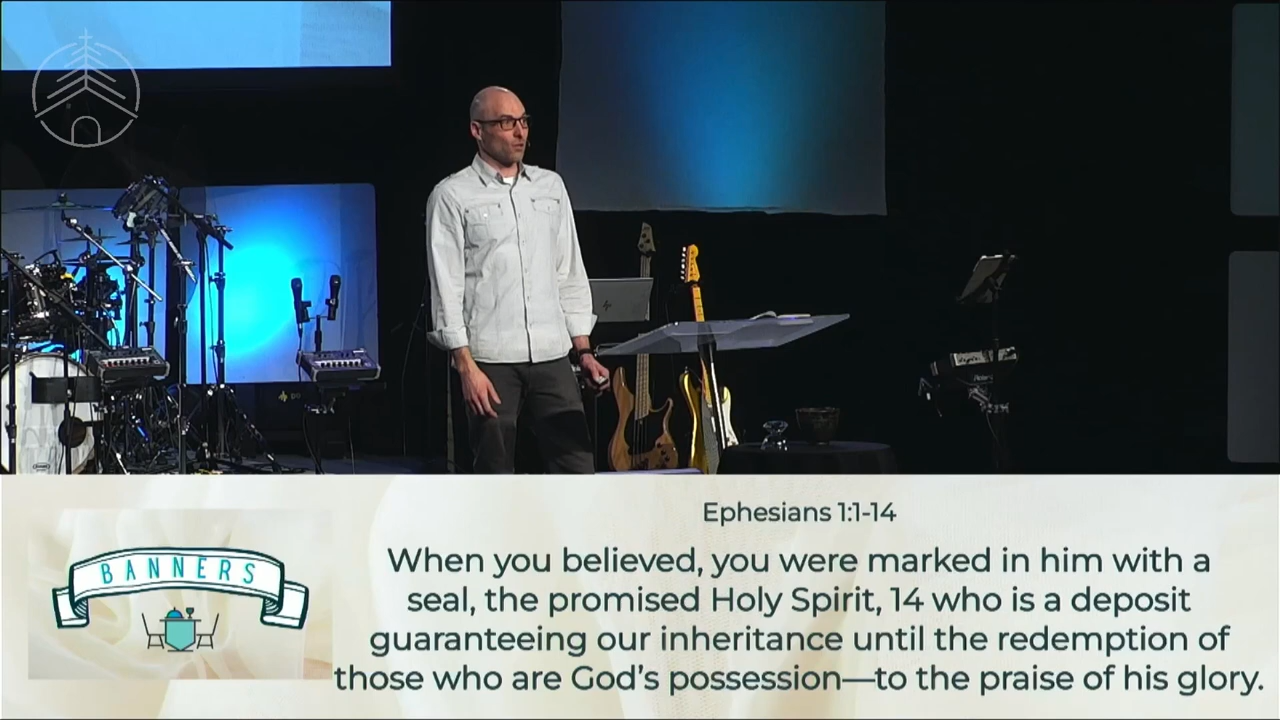 Ephesians 1:1-14
BANNERS
When you believed, you were marked in him with a
seal, the promised Holy Spirit, 14 who is a deposit
guaranteeing our inheritance until the redemption of
those who are God's possession—to the praise of his glory.